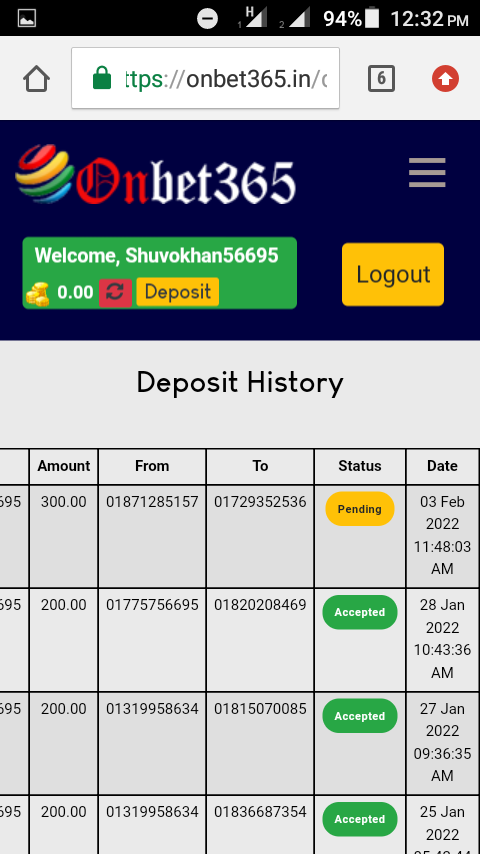 H
1 2 94% 12:32 PM
ttps://onbet365.in/d 6
Onbet365
Welcome, Shuvokhan56695
0.00 Deposit
Logout
Deposit History
Amount From To Status Date
695 300.00 01871285157 01729352536 Pending 03 Feb
2022
11:48:03
AM
695 200.00 01775756695 01820208469 Accepted 28 Jan
2022
10:43:36
AM
695 200.00 01319958634 01815070085 Accepted 27 Jan
2022
09:36:35
AM
695 200.00 01319958634 01836687354 Accepted 25 Jan
2022